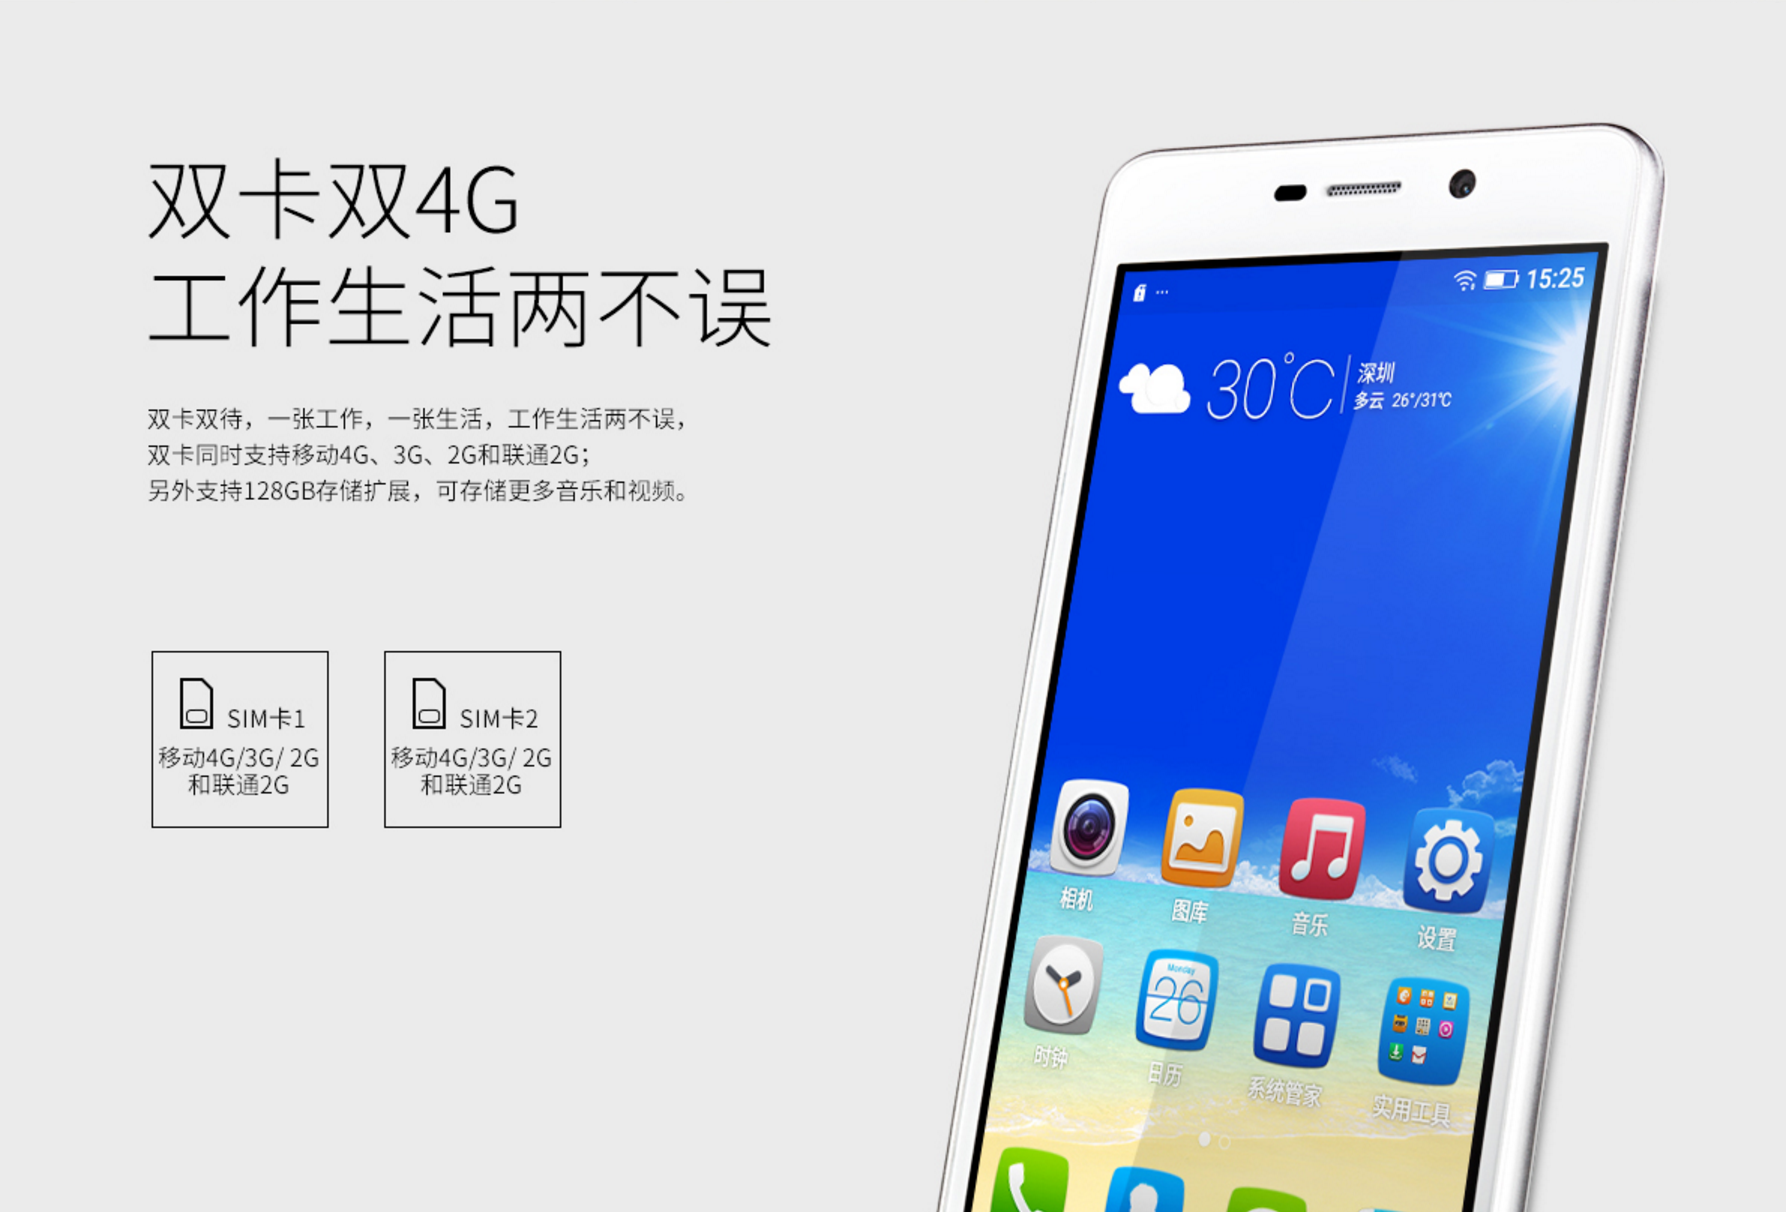 双卡双4G
工作生活两不误
双卡双待，一张工作，一张生活，工作生活两不误，
双卡同时支持移动4G、3G、2G和联通2G；
另外支持128GB存储扩展，可存储更多音乐和视频。
SIM卡1
移动4G/3G/ 2G
和联通2G
SIM卡2
移动4G/3G/ 2G
和联通2G
15:25
30°C
深圳
多云 26°/31℃
相机
图库
音乐
设置
Monday
26
时钟
日历
系统管家
实用工具